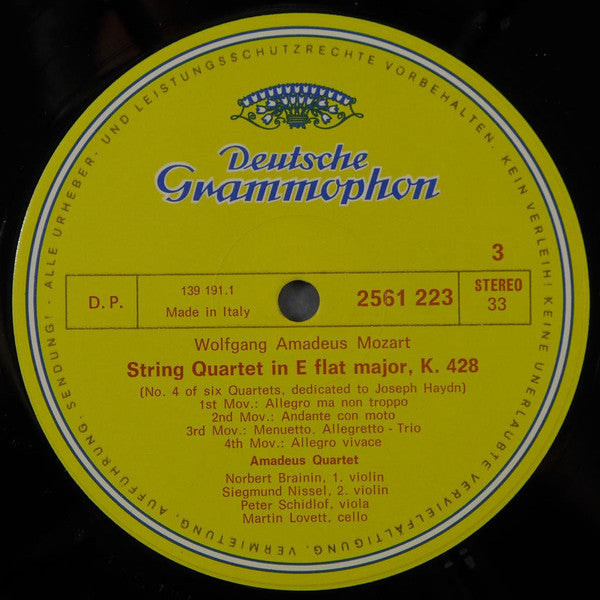 ALLE URHEBER- UND LEISTUNGSSCHUTZRECHTE VORBEHALTEN. KEIN VERLEIH! KEINE UNERLAUBTE VERVIELFÄLTIGUNG, VERMIETUNG, AUFFÜHRUNG, SENDUNG!
Deutsche
Grammophon
3
D. P.
139 191.1
Made in Italy
2561 223
STEREO
33
Wolfgang Amadeus Mozart
String Quartet in E flat major, K. 428
(No. 4 of six Quartets, dedicated to Joseph Haydn)
1st Mov.: Allegro ma non troppo
2nd Mov.: Andante con moto
3rd Mov.: Menuetto. Allegretto - Trio
4th Mov.: Allegro vivace
Amadeus Quartet
Norbert Brainin, 1. violin
Siegmund Nissel, 2. violin
Peter Schidlof, viola
Martin Lovett, cello